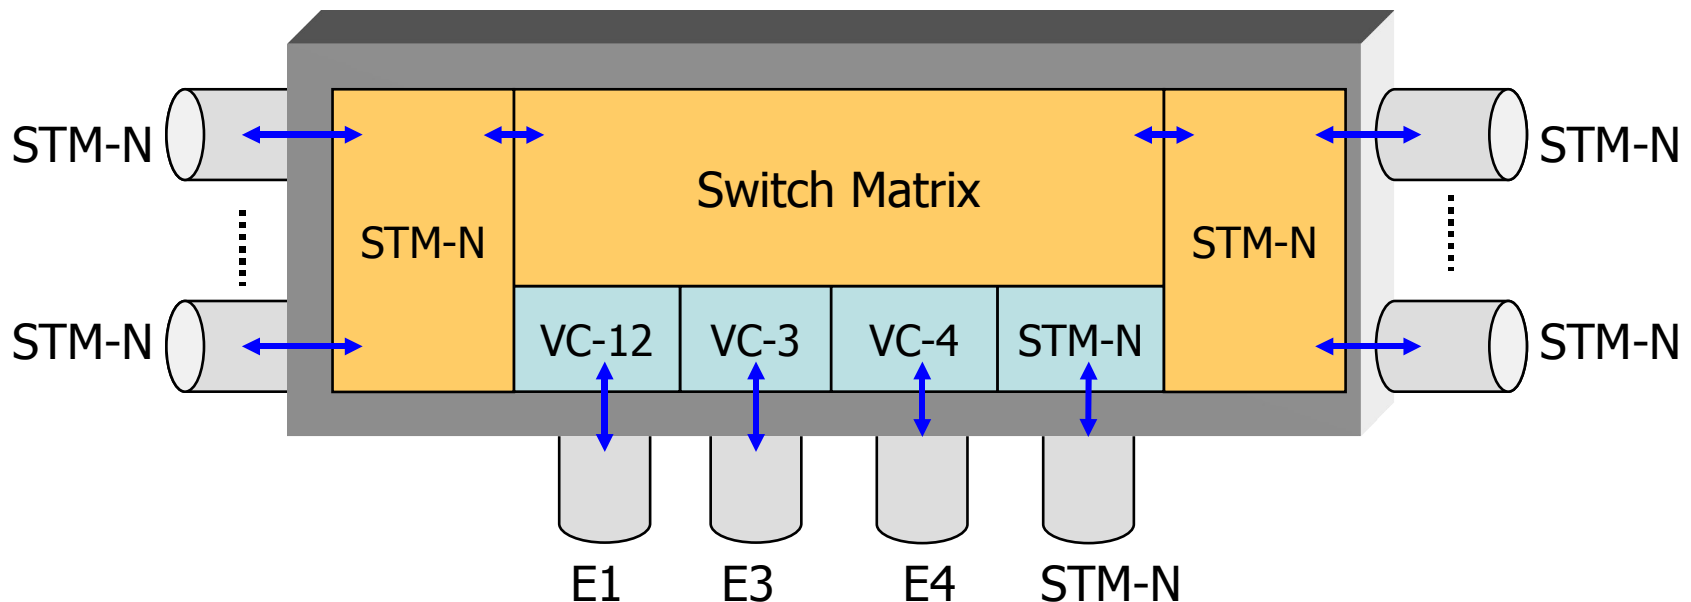 STM-N
STM-N
Switch Matrix
STM-N
STM-N
STM-N
VC-12
VC-3
VC-4
STM-N
STM-N
E1
E3
E4
STM-N